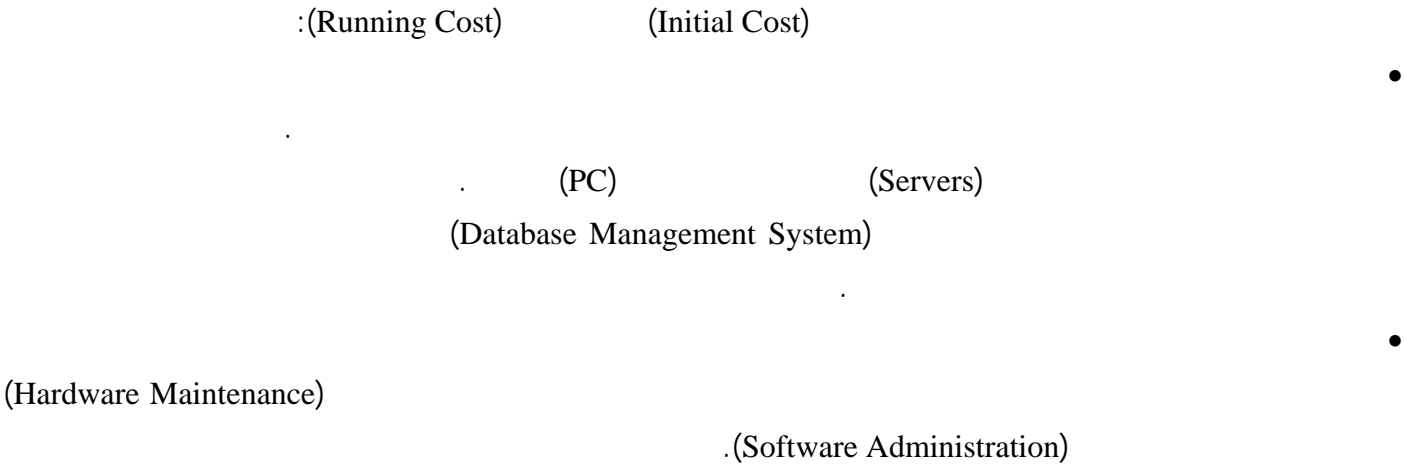 (Initial Cost) (Running Cost):
•
.
(Servers) (PC) .
(Database Management System)
.
•
(Hardware Maintenance)
(Software Administration).